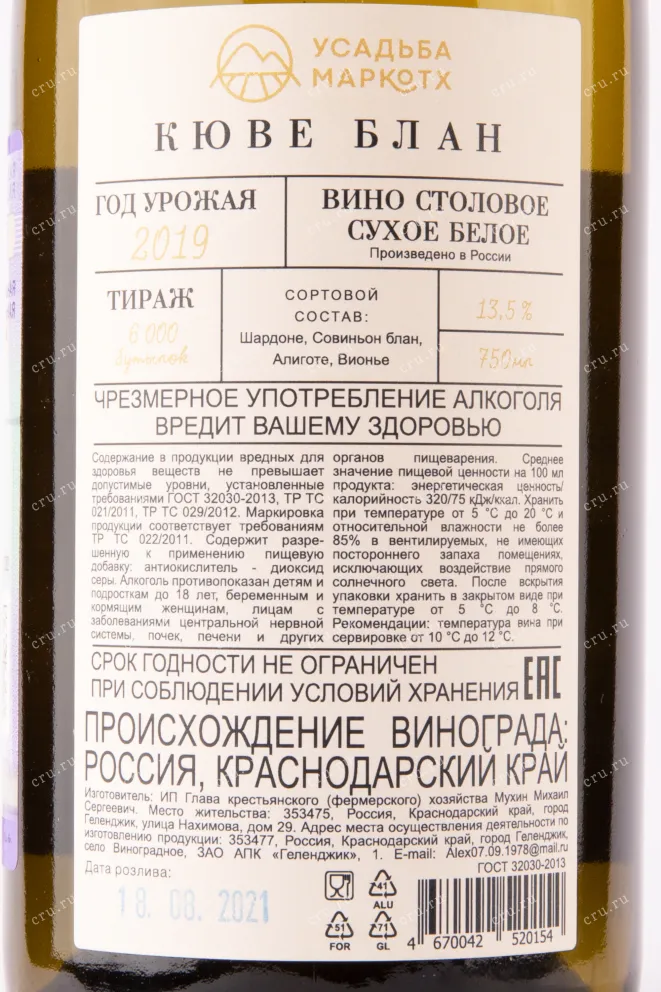 УСАДЬБА
МАРКОТХ
КЮВЕ БЛАН
ГОД УРОЖАЯ
2019
ВИНО СТОЛОВОЕ
СУХОЕ БЕЛОЕ
Произведено в России
ТИРАЖ
6 000
бутылок
СОРТОВОЙ
СОСТАВ:
Шардоне, Совиньон блан,
Алиготе, Вионье
13,5%
750мл
ЧРЕЗМЕРНОЕ УПОТРЕБЛЕНИЕ АЛКОГОЛЯ
ВРЕДИТ ВАШЕМУ ЗДОРОВЬЮ
Содержание в продукции вредных для
здоровья веществ не превышает
допустимые уровни, установленные
требованиями ГОСТ 32030-2013, ТР ТС
021/2011, ТР ТС 029/2012. Маркировка
продукции соответствует требованиям
ТР ТС 022/2011. Содержит разре-
шенную к применению пищевую
добавку: антиокислитель - диоксид
серы. Алкоголь противопоказан детям и
подросткам до 18 лет, беременным и
кормящим женщинам, лицам с
заболеваниями центральной нервной
системы, почек, печени и других
органов пищеварения. Среднее
значение пищевой ценности на 100 мл
продукта: энергетическая ценность/
калорийность 320/75 кДж/ккал. Хранить
при температуре от 5 °С до 20 °С и
относительной влажности не более
85% в вентилируемых, не имеющих
постороннего запаха помещениях,
исключающих воздействие прямого
солнечного света. После вскрытия
упаковки хранить в закрытом виде при
температуре от 5 °С до 8 °С.
Рекомендации: температура вина при
сервировке от 10 °С до 12 °С.
СРОК ГОДНОСТИ НЕ ОГРАНИЧЕН
ПРИ СОБЛЮДЕНИИ УСЛОВИЙ ХРАНЕНИЯ
ЕАС
ПРОИСХОЖДЕНИЕ ВИНОГРАДА:
РОССИЯ, КРАСНОДАРСКИЙ КРАЙ
Изготовитель: ИП Глава крестьянского (фермерского) хозяйства Мухин Михаил
Сергеевич. Место жительства: 353475, Россия, Краснодарский край, город
Геленджик, улица Нахимова, дом 29. Адрес места осуществления деятельности по
изготовлению продукции: 353477, Россия, Краснодарский край, город Геленджик,
село Виноградное, ЗАО АПК «Геленджик», 1. E-mail: Alex07.09.1978@mail.ru
ГОСТ 32030-2013
Дата розлива:
18.08.2021
41
ALU
51
FOR
71
GL
4 670042 520154
cru.ru